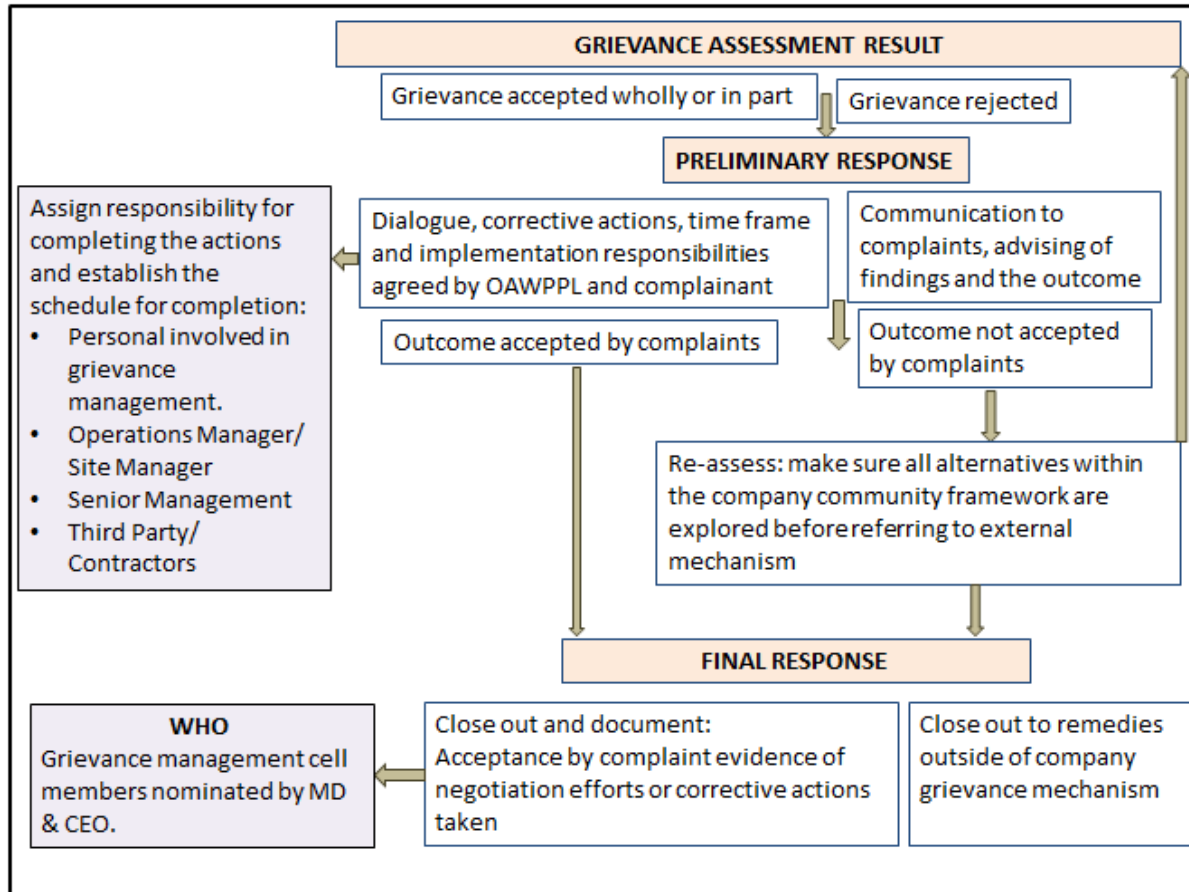 GRIEVANCE ASSESSMENT RESULT
Grievance accepted wholly or in part
Grievance rejected
PRELIMINARY RESPONSE
Assign responsibility for
completing the actions
and establish the
schedule for completion:
• Personal involved in
grievance
management.
• Operations Manager/
Site Manager
• Senior Management
• Third Party/
Contractors
Dialogue, corrective actions, time frame
and implementation responsibilities
agreed by OAWPPL and complainant
Communication to
complaints, advising of
findings and the outcome
Outcome accepted by complaints
Outcome not accepted
by complaints
Re-assess: make sure all alternatives within
the company community framework are
explored before referring to external
mechanism
FINAL RESPONSE
WHO
Grievance management cell
members nominated by MD
& CEO.
Close out and document:
Acceptance by complaint evidence of
negotiation efforts or corrective actions
taken
Close out to remedies
outside of company
grievance mechanism